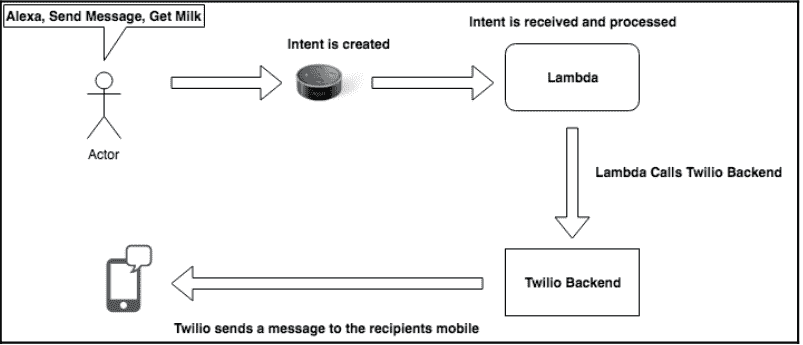 Alexa, Send Message, Get Milk
Intent is created
Intent is received and processed
Lambda
Actor
Lambda Calls Twilio Backend
Twilio Backend
Twilio sends a message to the recipients mobile